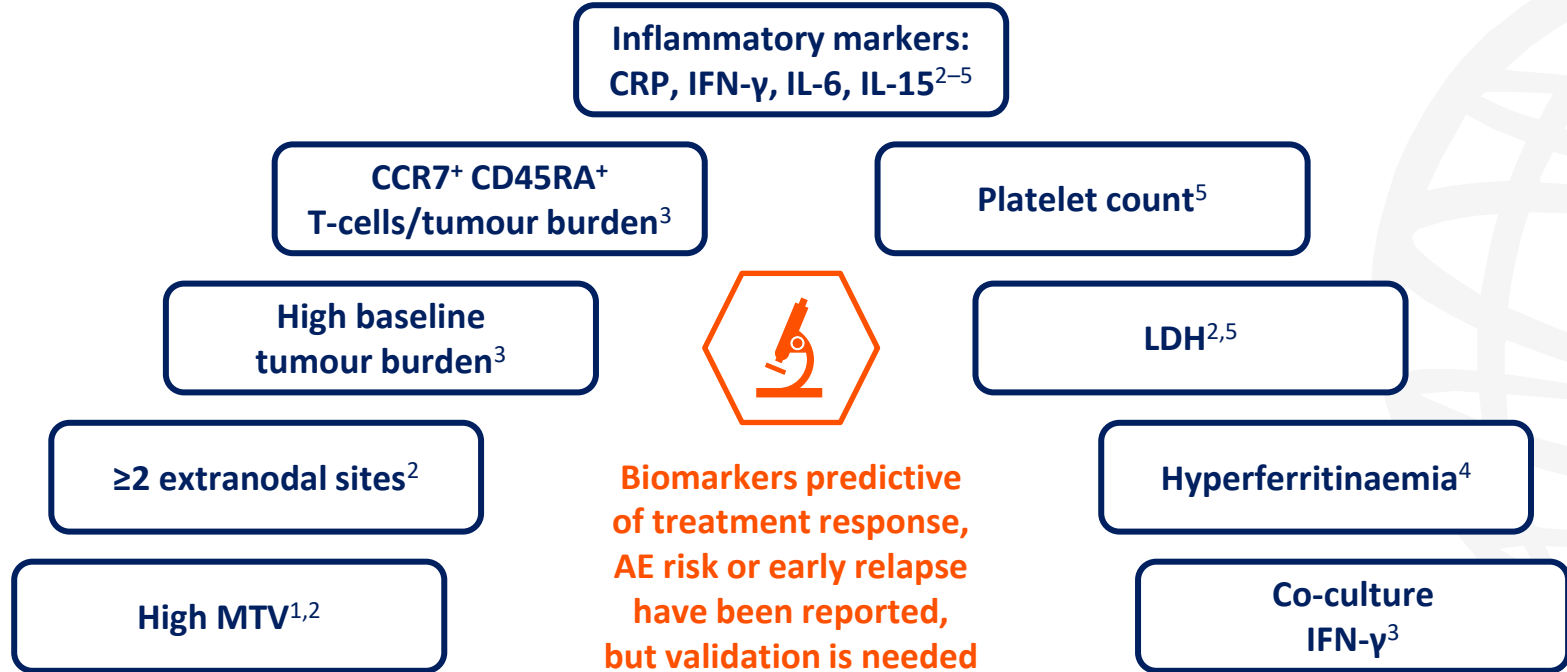 Inflammatory markers:
CRP, IFN-γ, IL-6, IL-15²⁻⁵
CCR7⁺ CD45RA⁺
T-cells/tumour burden³
Platelet count⁵
High baseline
tumour burden³
LDH²,⁵
≥2 extranodal sites²
Hyperferritinaemia⁴
High MTV¹,²
Co-culture
IFN-γ³
Biomarkers predictive
of treatment response,
AE risk or early relapse
have been reported,
but validation is needed